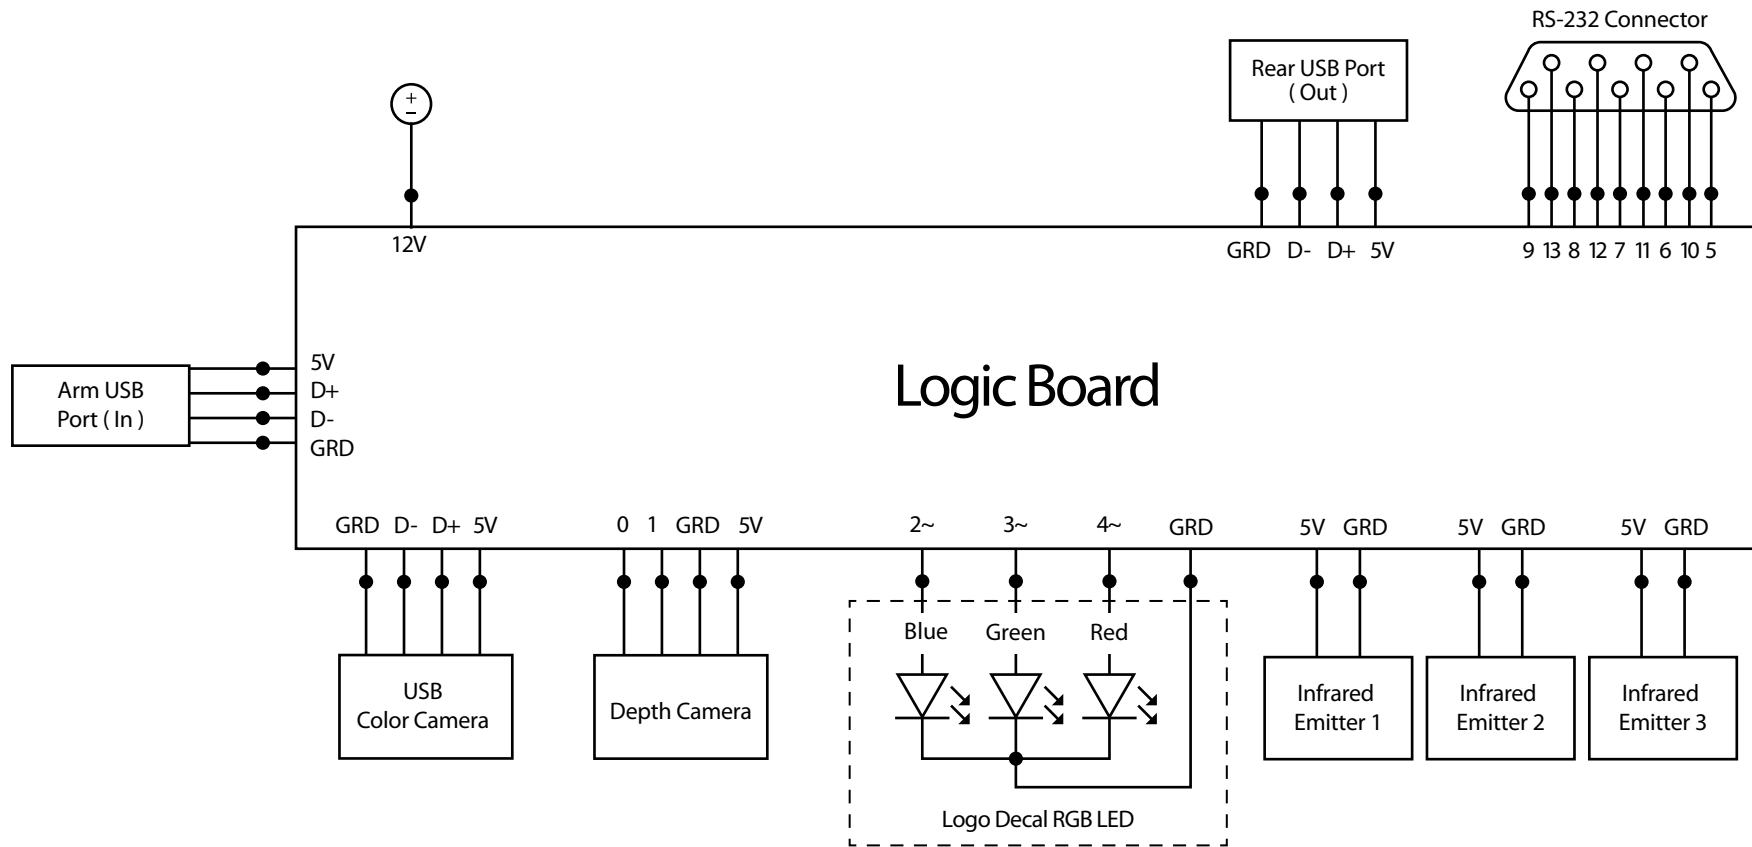 RS-232 Connector
Rear USB Port
( Out )
+
–
12V
GRD D- D+ 5V
9 13 8 12 7 11 6 10 5
5V
D+
D-
GRD
Arm USB
Port ( In )
Logic Board
GRD D- D+ 5V
0 1 GRD 5V
2~ 3~ 4~ GRD
5V GRD
5V GRD
5V GRD
USB
Color Camera
Depth Camera
Blue Green Red
Logo Decal RGB LED
Infrared
Emitter 1
Infrared
Emitter 2
Infrared
Emitter 3